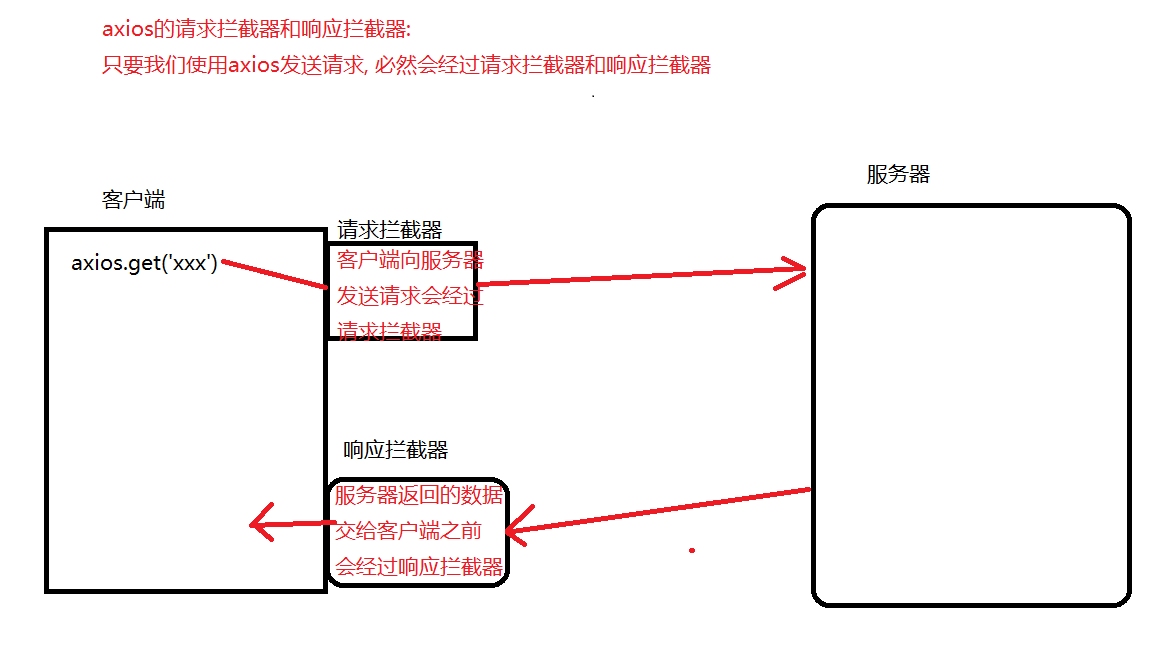 axios的请求拦截器和响应拦截器:
只要我们使用axios发送请求, 必然会经过请求拦截器和响应拦截器
服务器
客户端
请求拦截器
axios.get('xxx')
客户端向服务器
发送请求会经过
请求拦截器
响应拦截器
服务器返回的数据
交给客户端之前
会经过响应拦截器